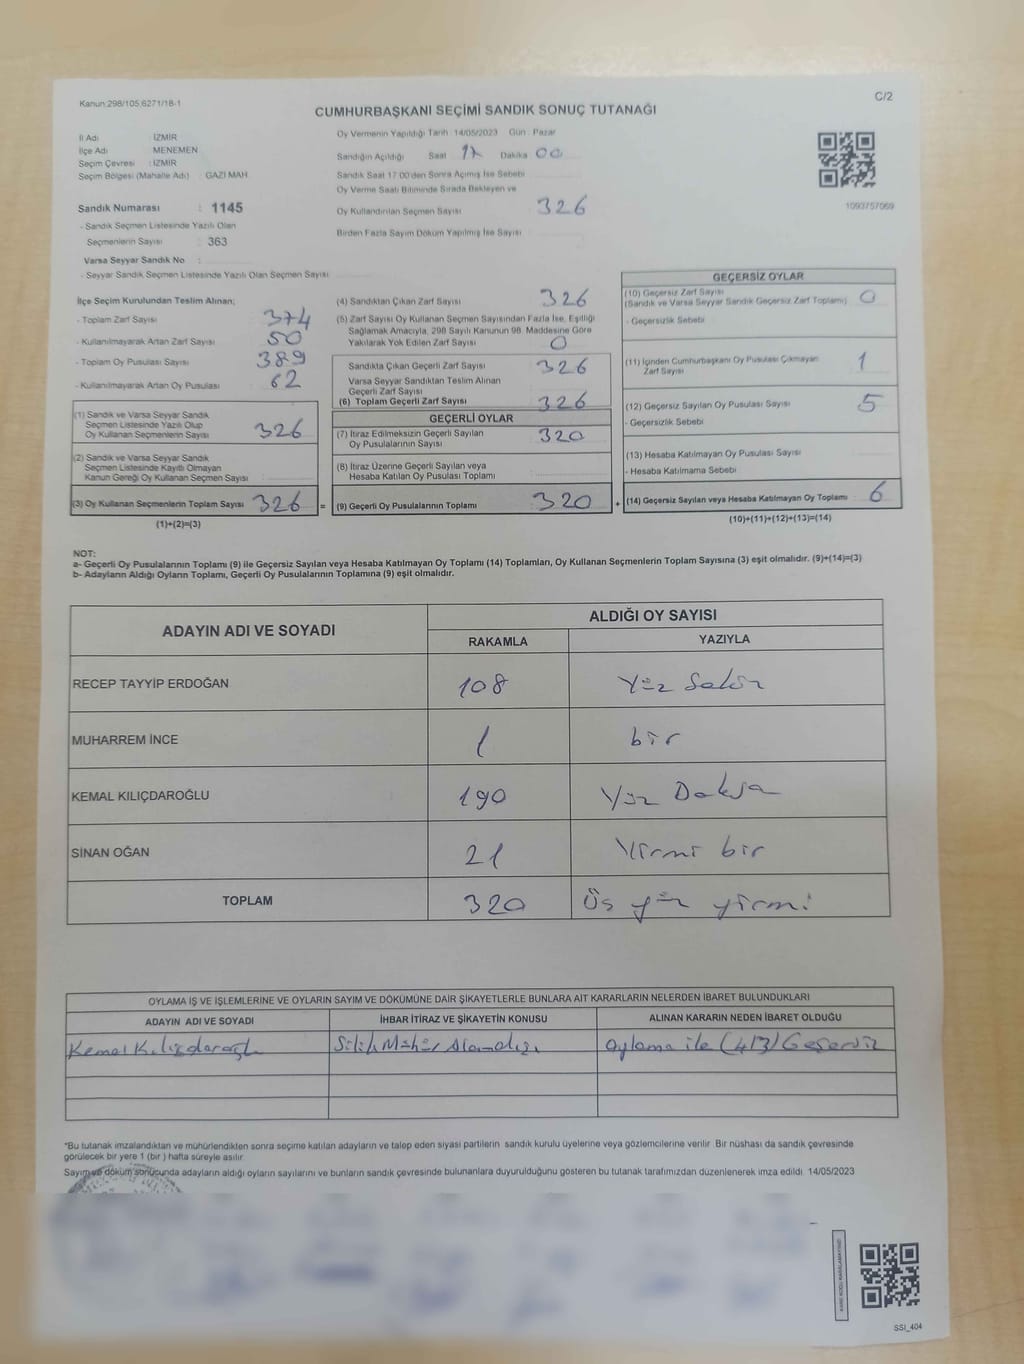 Kanun:298/105,6271/18-1
C/2
CUMHURBAŞKANI SEÇİMİ SANDIK SONUÇ TUTANAĞI
İl Adı : İZMİR
İlçe Adı : MENEMEN
Seçim Çevresi : İZMİR
Seçim Bölgesi (Mahalle Adı) : GAZİ MAH.
Sandık Numarası : 1145
- Sandık Seçmen Listesinde Yazılı Olan
Seçmenlerin Sayısı : 363
Varsa Seyyar Sandık No :
- Seyyar Sandık Seçmen Listesinde Yazılı Olan Seçmen Sayısı
Oy Vermenin Yapıldığı Tarih : 14/05/2023 Gün : Pazar
Sandığın Açıldığı Saat 17 Dakika 00
Sandık Saat 17:00'den Sonra Açılmış İse Sebebi
Oy Verme Saati Bitiminde Sırada Bekleyen ve
Oy Kullandırılan Seçmen Sayısı 326
Birden Fazla Sayım Döküm Yapılmış İse Sayısı
1093757069
İlçe Seçim Kurulundan Teslim Alınan;
- Toplam Zarf Sayısı 374
- Kullanılmayarak Artan Zarf Sayısı 50
- Toplam Oy Pusulası Sayısı 389
- Kullanılmayarak Artan Oy Pusulası 62
(1) Sandık ve Varsa Seyyar Sandık
Seçmen Listesinde Yazılı Olup
Oy Kullanan Seçmenlerin Sayısı 326
(2) Sandık ve Varsa Seyyar Sandık
Seçmen Listesinde Kayıtlı Olmayan
Kanun Gereği Oy Kullanan Seçmen Sayısı
(3) Oy Kullanan Seçmenlerin Toplam Sayısı 326
(1)+(2)=(3)
(4) Sandıktan Çıkan Zarf Sayısı 326
(5) Zarf Sayısı Oy Kullanan Seçmen Sayısından Fazla İse, Eşitliği
Sağlamak Amacıyla, 298 Sayılı Kanunun 98. Maddesine Göre
Yakılarak Yok Edilen Zarf Sayısı 0
Sandıkta Çıkan Geçerli Zarf Sayısı 326
Varsa Seyyar Sandıktan Teslim Alınan
Geçerli Zarf Sayısı
(6) Toplam Geçerli Zarf Sayısı 326
GEÇERLİ OYLAR
(7) İtiraz Edilmeksizin Geçerli Sayılan
Oy Pusulalarının Sayısı 320
(8) İtiraz Üzerine Geçerli Sayılan veya
Hesaba Katılan Oy Pusulası Toplamı
= (9) Geçerli Oy Pusulalarının Toplamı 320
GEÇERSİZ OYLAR
(10) Geçersiz Zarf Sayısı
(Sandık ve Varsa Seyyar Sandık Geçersiz Zarf Toplamı) 0
- Geçersizlik Sebebi
(11) İçinden Cumhurbaşkanı Oy Pusulası Çıkmayan
Zarf Sayısı 1
(12) Geçersiz Sayılan Oy Pusulası Sayısı 5
- Geçersizlik Sebebi
(13) Hesaba Katılmayan Oy Pusulası Sayısı
- Hesaba Katılmama Sebebi
+ (14) Geçersiz Sayılan veya Hesaba Katılmayan Oy Toplamı 6
(10)+(11)+(12)+(13)=(14)
NOT:
a- Geçerli Oy Pusulalarının Toplamı (9) ile Geçersiz Sayılan veya Hesaba Katılmayan Oy Toplamı (14) Toplamları, Oy Kullanan Seçmenlerin Toplam Sayısına (3) eşit olmalıdır. (9)+(14)=(3)
b- Adayların Aldığı Oyların Toplamı, Geçerli Oy Pusulalarının Toplamına (9) eşit olmalıdır.
ADAYIN ADI VE SOYADI
ALDIĞI OY SAYISI
RAKAMLA YAZIYLA
RECEP TAYYİP ERDOĞAN 108 Yüz Sekiz
MUHARREM İNCE 1 bir
KEMAL KILIÇDAROĞLU 190 Yüz Doksan
SİNAN OĞAN 21 Yirmi bir
TOPLAM 320 Üç yüz yirmi
OYLAMA İŞ VE İŞLEMLERİNE VE OYLARIN SAYIM VE DÖKÜMÜNE DAİR ŞİKAYETLERLE BUNLARA AİT KARARLARIN NELERDEN İBARET BULUNDUKLARI
ADAYIN ADI VE SOYADI İHBAR İTİRAZ VE ŞİKAYETİN KONUSU ALINAN KARARIN NEDEN İBARET OLDUĞU
Kemal Kılıçdaroğlu Silik Mühür Alamdığı Oylama ile (4/3) Geçersiz
*Bu tutanak imzalandıktan ve mühürlendikten sonra seçime katılan adayların ve talep eden siyasi partilerin sandık kurulu üyelerine veya gözlemcilerine verilir. Bir nüshası da sandık çevresinde
görülecek bir yere 1 (bir ) hafta süreyle asılır.
Sayım ve döküm sonucunda adayların aldığı oyların sayılarını ve bunların sandık çevresinde bulunanlara duyurulduğunu gösteren bu tutanak tarafımızdan düzenlenerek imza edildi. 14/05/2023
SSI_404